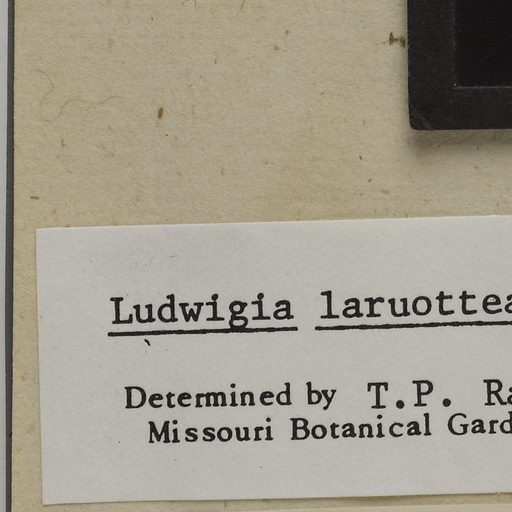 Ludwigia laruottea
Determined by T.P. Ra
Missouri Botanical Gard